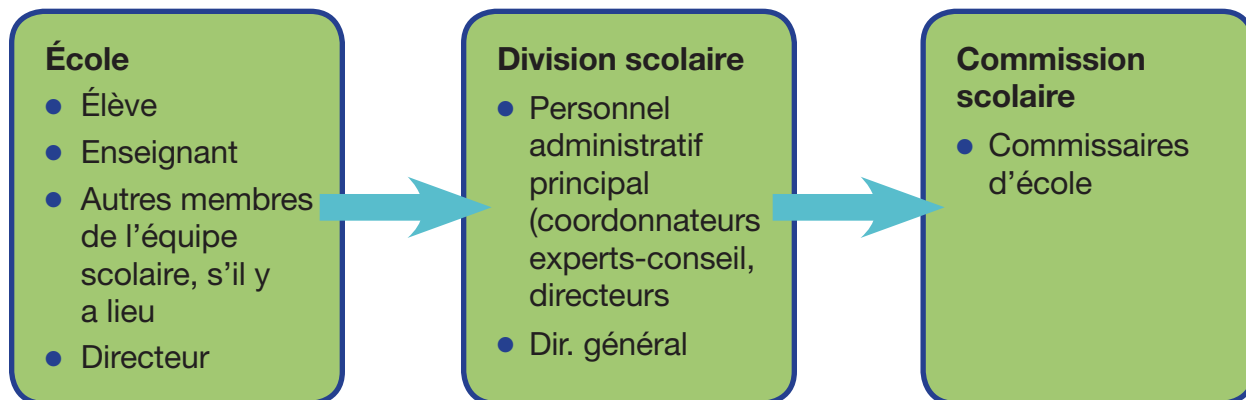 École
● Élève
● Enseignant
● Autres membres
de l'équipe
scolaire, s'il y
a lieu
● Directeur
Division scolaire
● Personnel
administratif
principal
(coordonnateurs
experts-conseil,
directeurs
● Dir. général
Commission
scolaire
● Commissaires
d'école